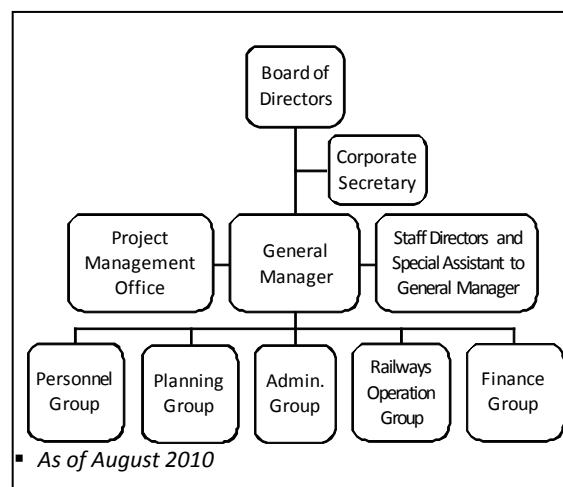 Board of
Directors
Corporate
Secretary
Project
Management
Office
General
Manager
Staff Directors and
Special Assistant to
General Manager
Personnel
Group
Planning
Group
Admin.
Group
Railways
Operation
Group
Finance
Group
▪ As of August 2010